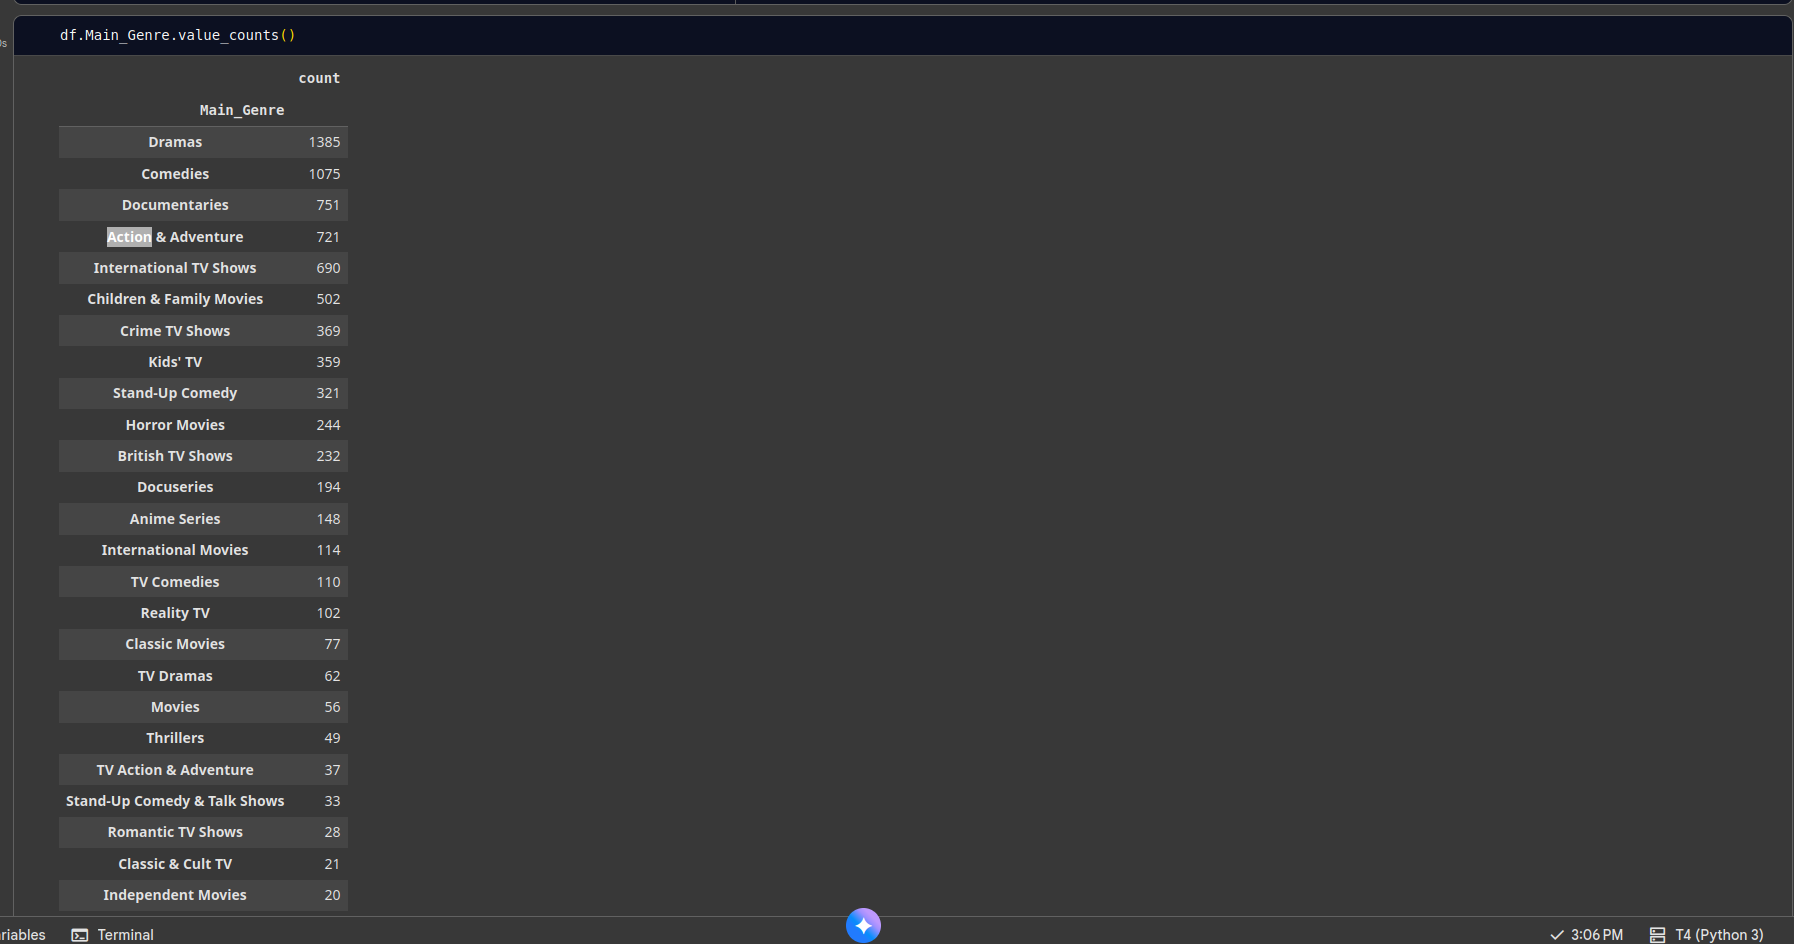 df.Main_Genre.value_counts()
count
Main_Genre
Dramas 1385
Comedies 1075
Documentaries 751
Action & Adventure 721
International TV Shows 690
Children & Family Movies 502
Crime TV Shows 369
Kids' TV 359
Stand-Up Comedy 321
Horror Movies 244
British TV Shows 232
Docuseries 194
Anime Series 148
International Movies 114
TV Comedies 110
Reality TV 102
Classic Movies 77
TV Dramas 62
Movies 56
Thrillers 49
TV Action & Adventure 37
Stand-Up Comedy & Talk Shows 33
Romantic TV Shows 28
Classic & Cult TV 21
Independent Movies 20
riables Terminal 3:06 PM T4 (Python 3)